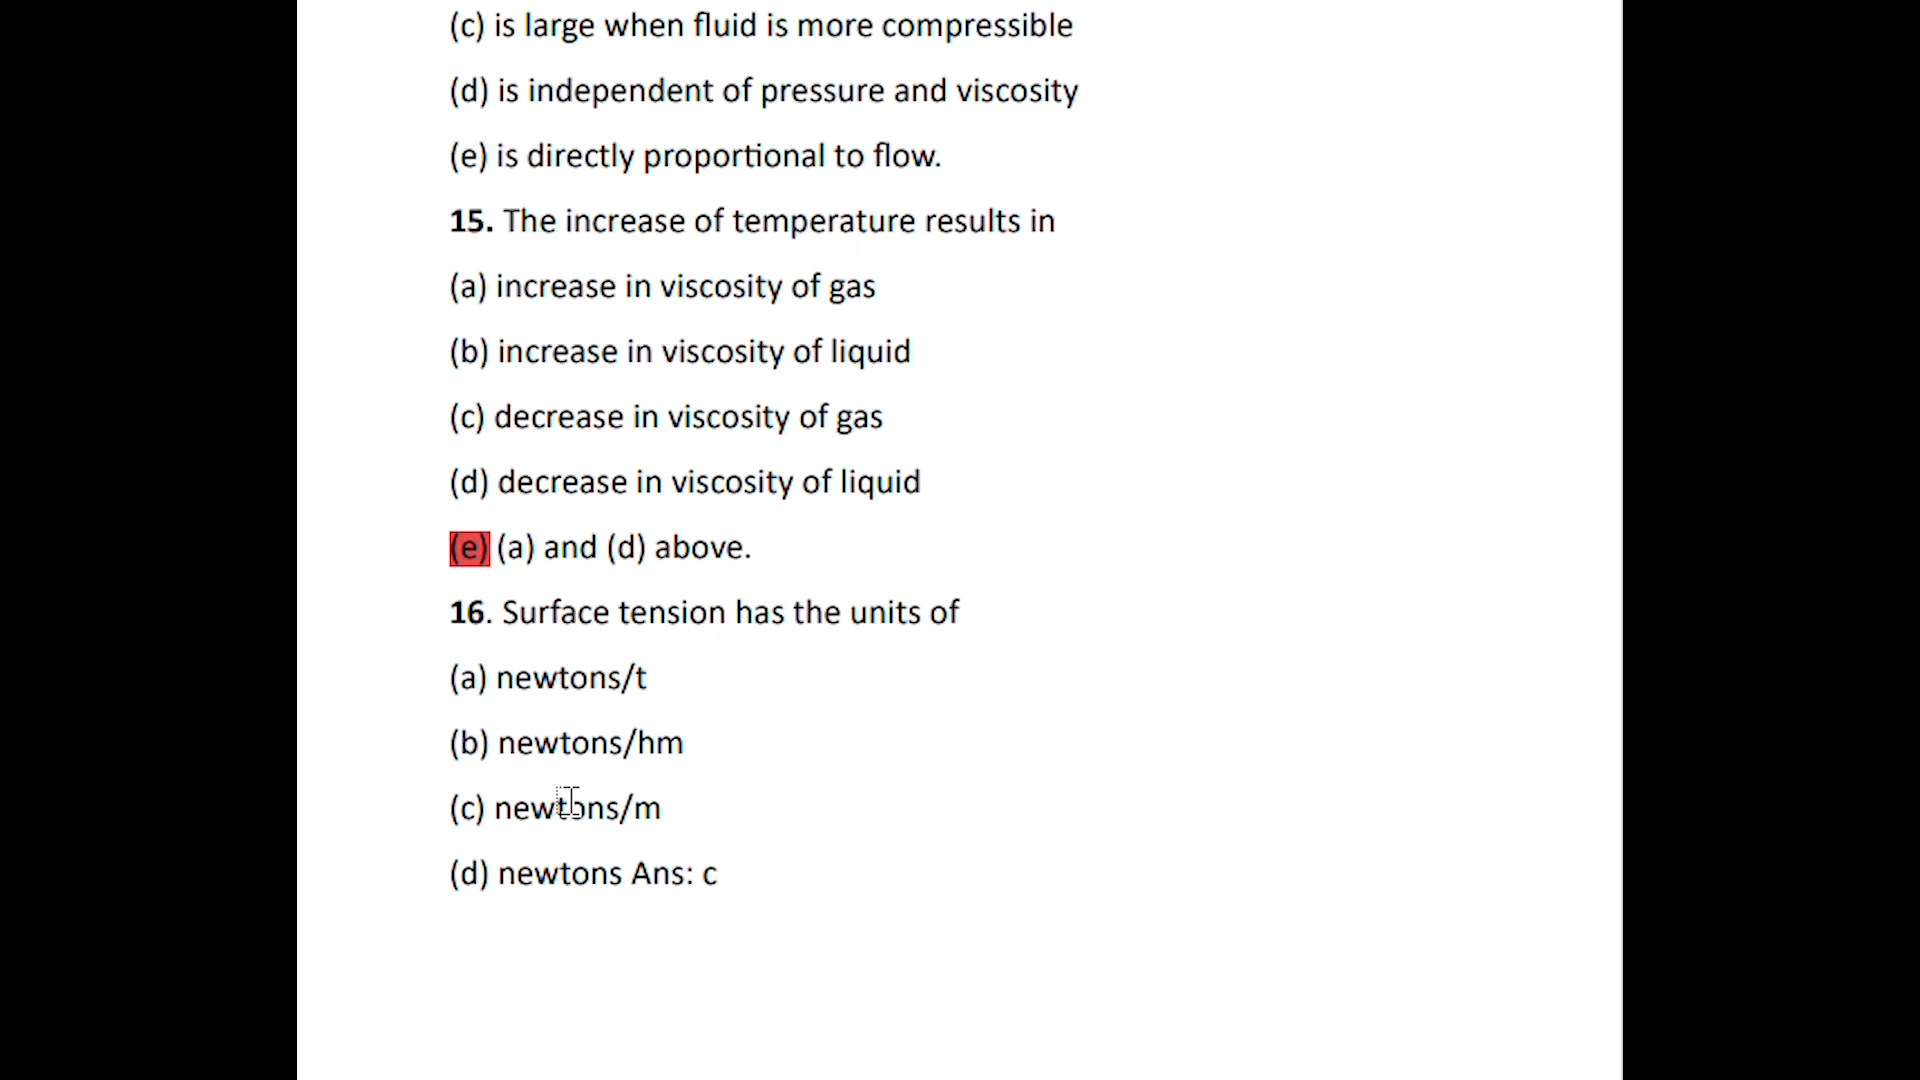 (c) is large when fluid is more compressible
(d) is independent of pressure and viscosity
(e) is directly proportional to flow.
15. The increase of temperature results in
(a) increase in viscosity of gas
(b) increase in viscosity of liquid
(c) decrease in viscosity of gas
(d) decrease in viscosity of liquid
(e) (a) and (d) above.
16. Surface tension has the units of
(a) newtons/t
(b) newtons/hm
(c) newtons/m
(d) newtons Ans: c